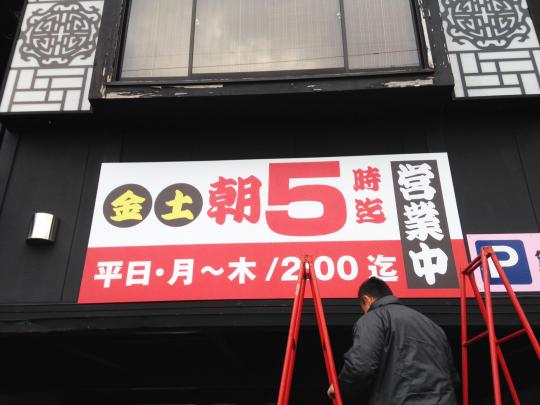 金 土 朝5時迄
営業中
平日・月～木/2:00迄
P